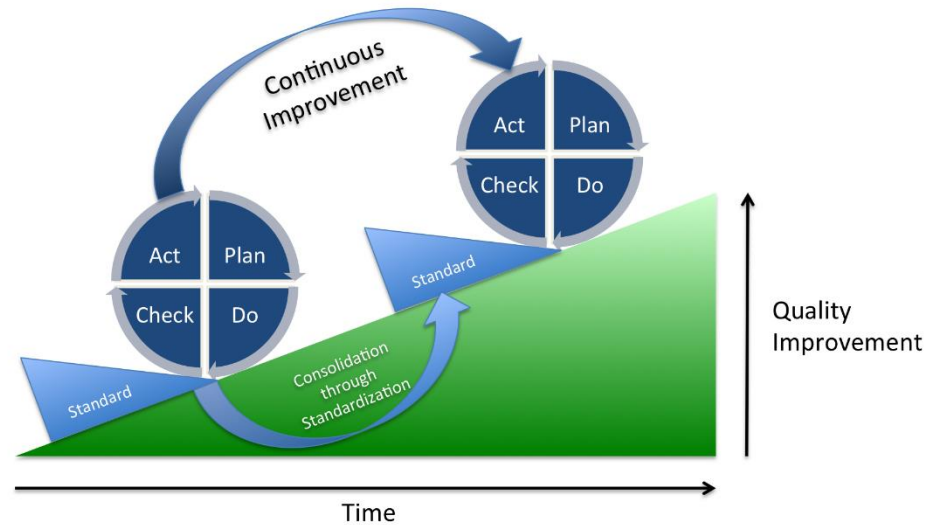 Continuous
Improvement
Act
Plan
Check
Do
Act
Plan
Check
Do
Standard
Standard
Consolidation
through
Standardization
Quality
Improvement
Time